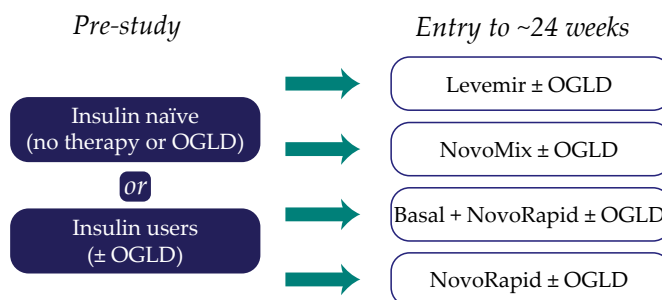 Pre-study
Entry to ~24 weeks
Insulin naïve
(no therapy or OGLD)
or
Insulin users
(± OGLD)
Levemir ± OGLD
NovoMix ± OGLD
Basal + NovoRapid ± OGLD
NovoRapid ± OGLD